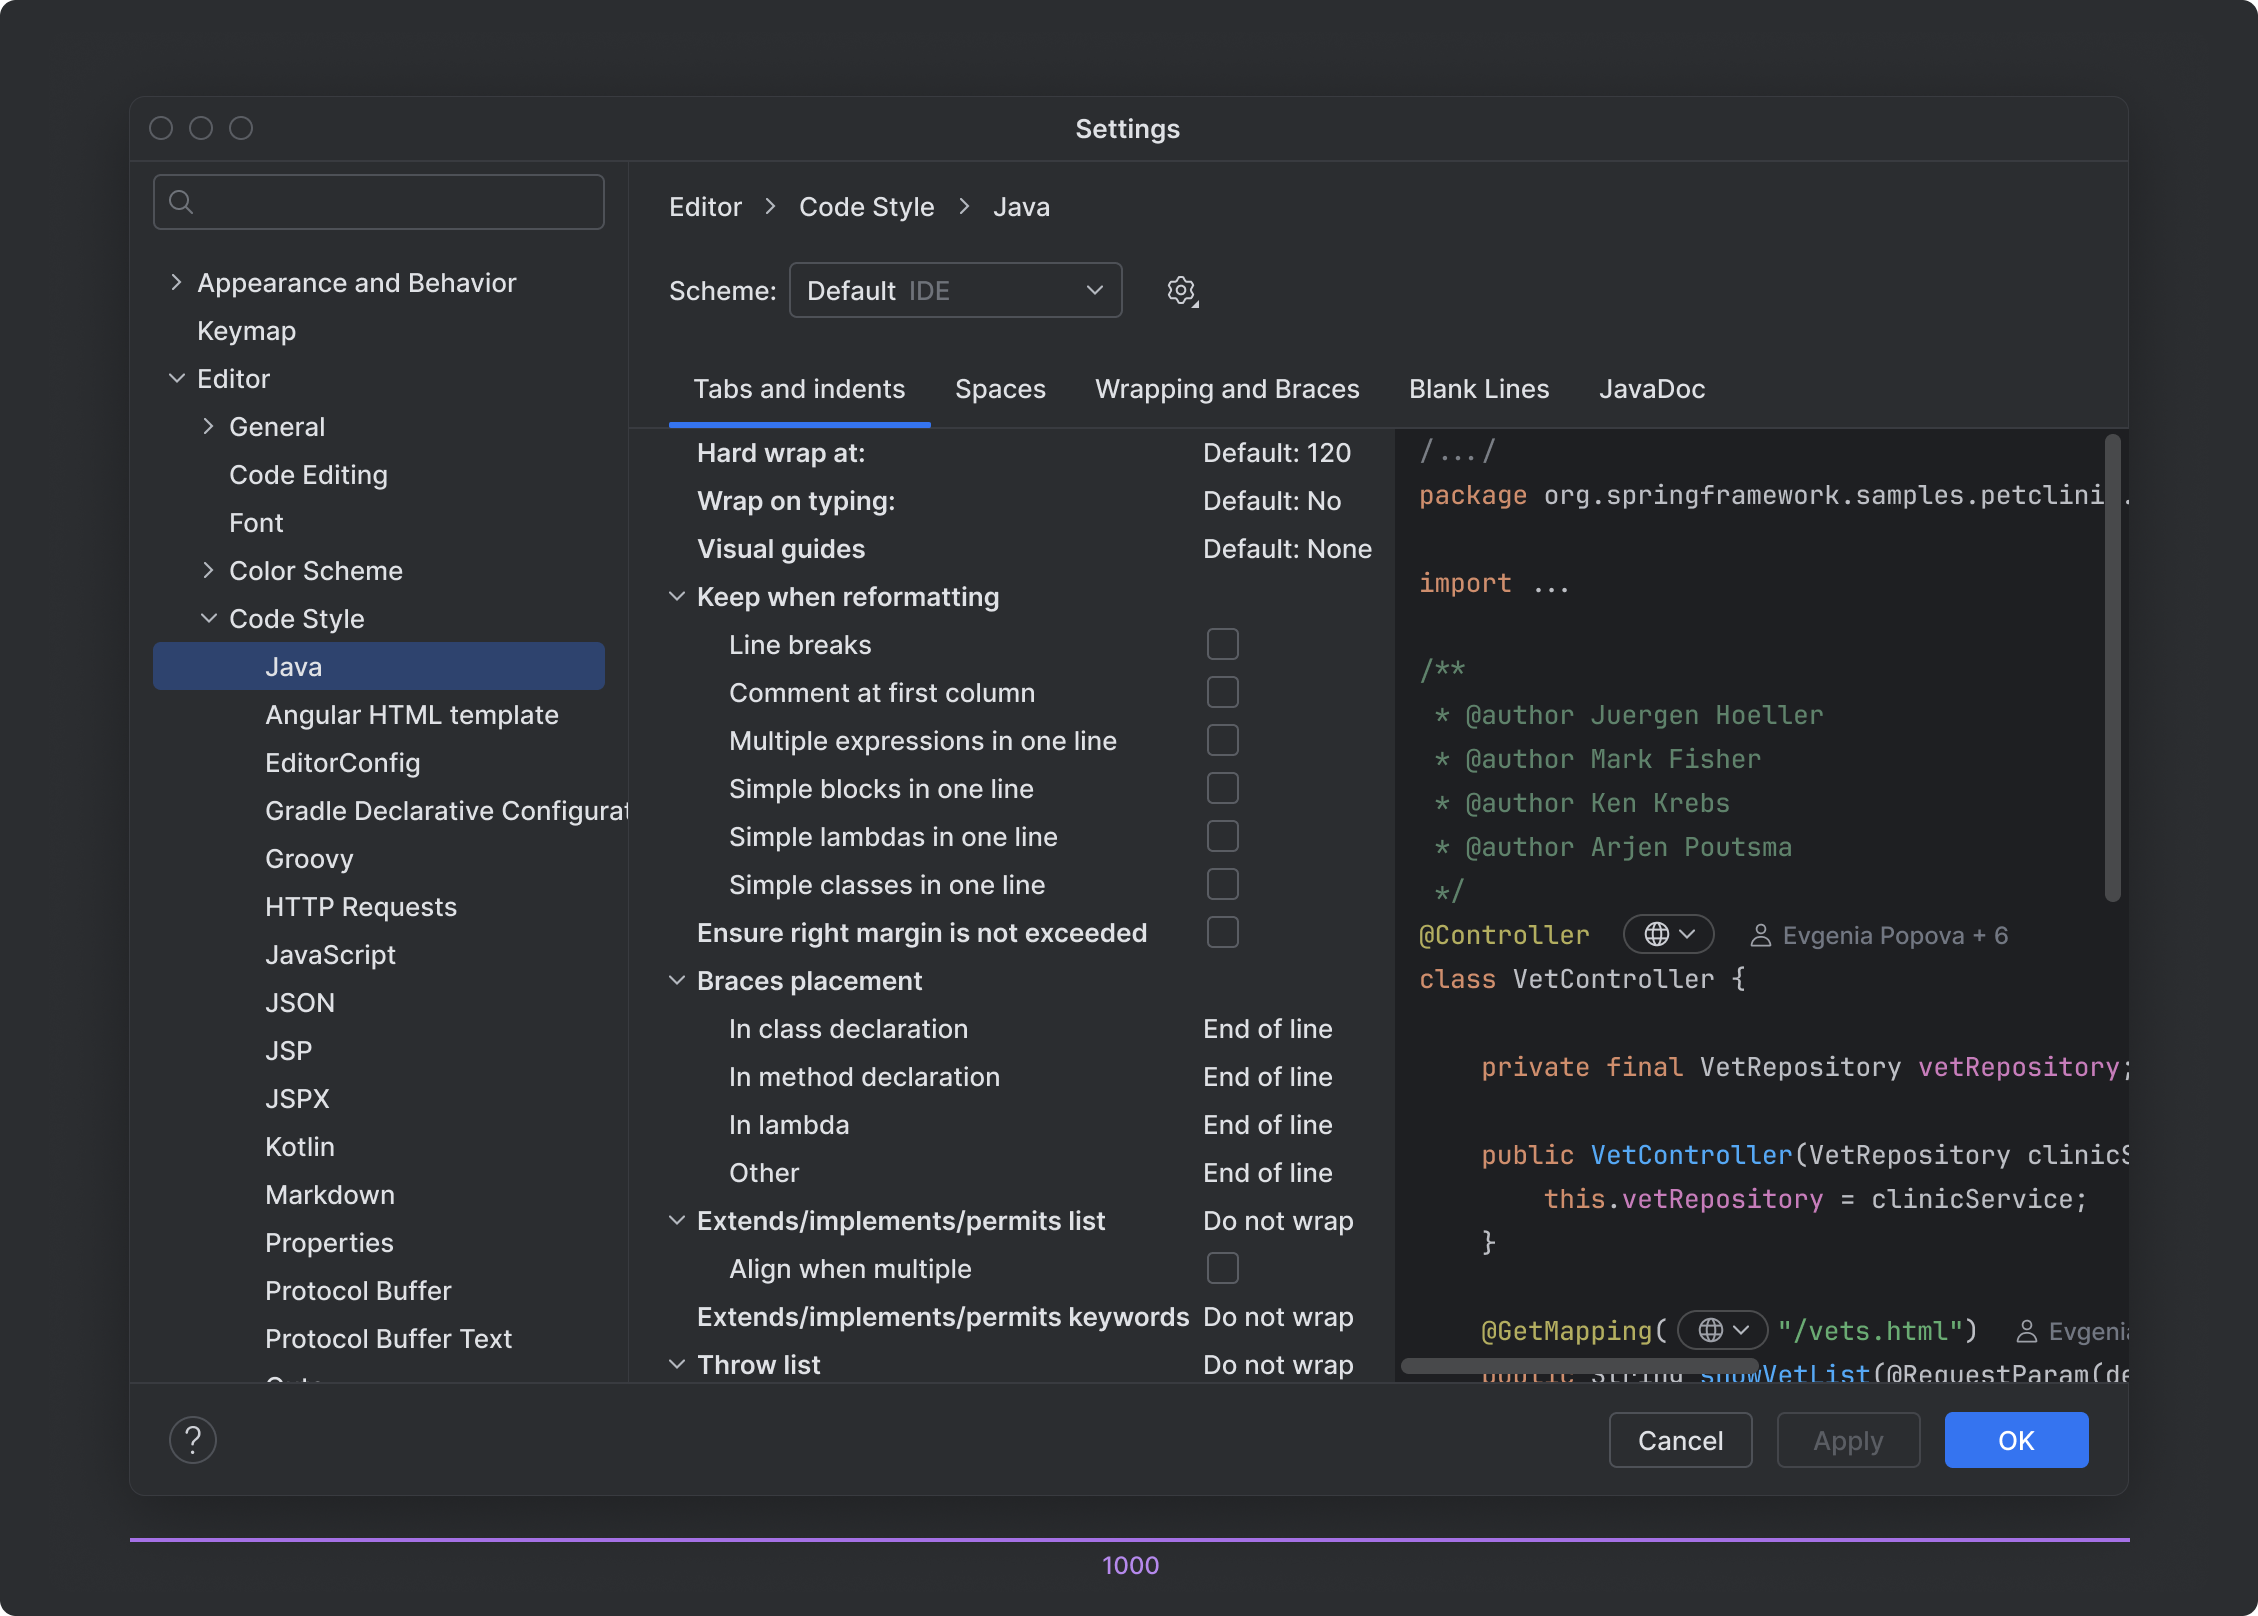 Settings
Appearance and Behavior
Keymap
Editor
General
Code Editing
Font
Color Scheme
Code Style
Java
Angular HTML template
EditorConfig
Gradle Declarative Configurat
Groovy
HTTP Requests
JavaScript
JSON
JSP
JSPX
Kotlin
Markdown
Properties
Protocol Buffer
Protocol Buffer Text
Editor > Code Style > Java
Scheme: Default IDE
Tabs and indents Spaces Wrapping and Braces Blank Lines JavaDoc
Hard wrap at: Default: 120
Wrap on typing: Default: No
Visual guides Default: None
Keep when reformatting
Line breaks
Comment at first column
Multiple expressions in one line
Simple blocks in one line
Simple lambdas in one line
Simple classes in one line
Ensure right margin is not exceeded
Braces placement
In class declaration End of line
In method declaration End of line
In lambda End of line
Other End of line
Extends/implements/permits list Do not wrap
Align when multiple
Extends/implements/permits keywords Do not wrap
Throw list Do not wrap
/.../
package org.springframework.samples.petclini .
import ...
/**
* @author Juergen Hoeller
* @author Mark Fisher
* @author Ken Krebs
* @author Arjen Poutsma
*/
@Controller Evgenia Popova + 6
class VetController {
private final VetRepository vetRepository;
public VetController(VetRepository clinicS
this.vetRepository = clinicService;
}
@GetMapping( "/vets.html") Evgenia
public String showVetList(@RequestParam(de
? Cancel Apply OK
1000